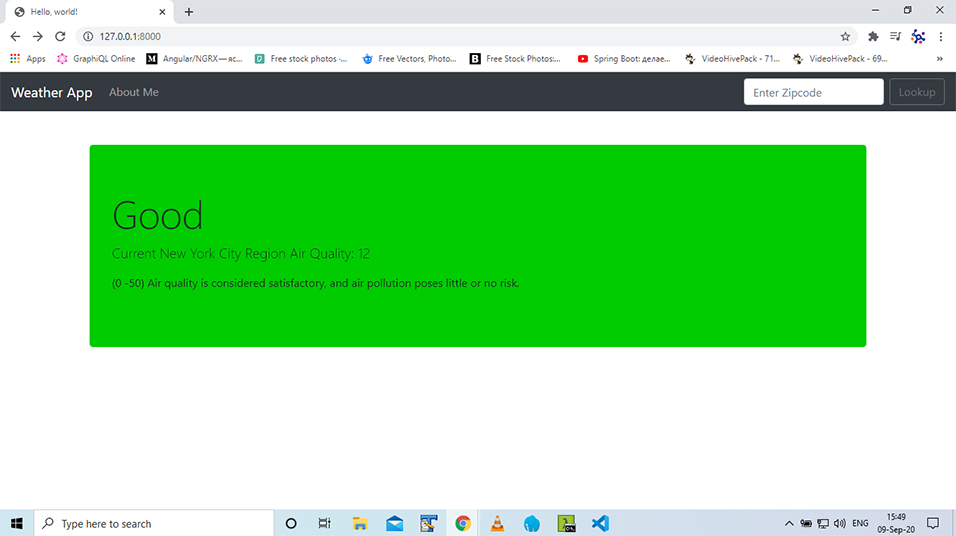 Hello, world!
127.0.0.1:8000
Apps
GraphiQL Online
Angular/NGRX — яс...
Free stock photos -...
Free Vectors, Photo...
Free Stock Photos:...
Spring Boot: делае...
VideoHivePack - 71...
VideoHivePack - 69...
»
Weather App
About Me
Enter Zipcode
Lookup
Good
Current New York City Region Air Quality: 12
(0 -50) Air quality is considered satisfactory, and air pollution poses little or no risk.
Type here to search
ENG
15:49
09-Sep-20